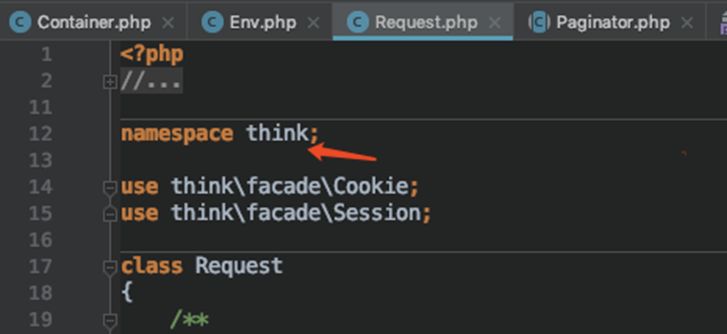 Container.php × Env.php × Request.php × Paginator.php ×
1 <?php
2 //...
11
12 namespace think;
13
14 use think\facade\Cookie;
15 use think\facade\Session;
16
17 class Request
18 {
19 /**